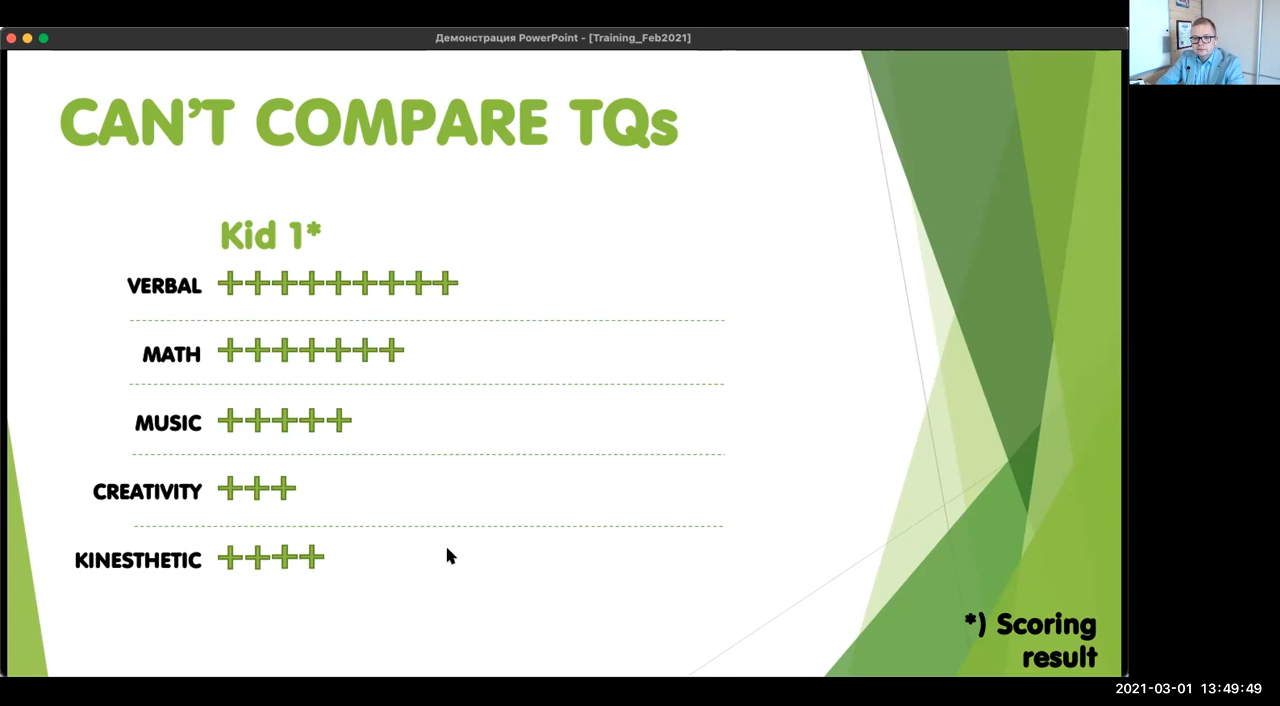 Демонстрация PowerPoint - [Training_Feb2021]
CAN'T COMPARE TQs
Kid 1*
VERBAL +++++++++
MATH +++++++
MUSIC +++++
CREATIVITY +++
KINESTHETIC ++++
*) Scoring
result
2021-03-01 13:49:49